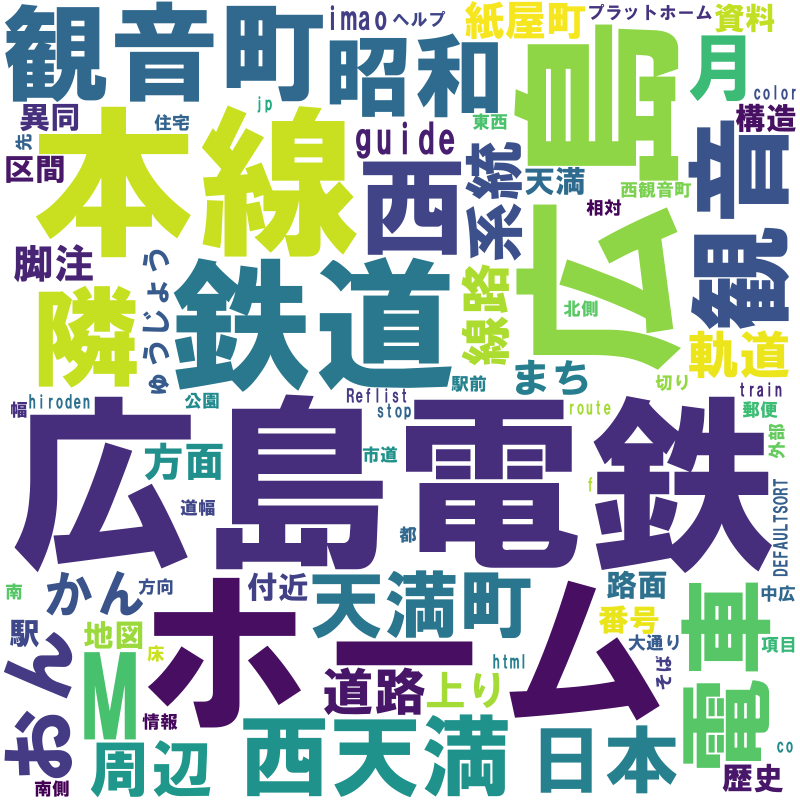 観音町
imao
ヘルプ
紙屋町
プラットホーム
資料
昭和
広島
月
color
異同
住宅
jp
先
区間
guide
東西
構造
本線
西
系統
天満
西観音町
相対
観音
脚注
ゅうじょう
隣
鉄道
線路
北側
軌道
まち
駅前
切り
train
幅
hiroden
公園
Reflist
stop
route
郵便
外部
広島電鉄
方面
市道
f
道幅
都
DEFAULTSORT
南
かん
方向
付近
天満町
路面
中広
番号
電車
駅
地図
床
ホーム
大通り
項目
おん
M
情報
道路
上り
html
そば
南側
周辺
西天満
日本
co
歴史